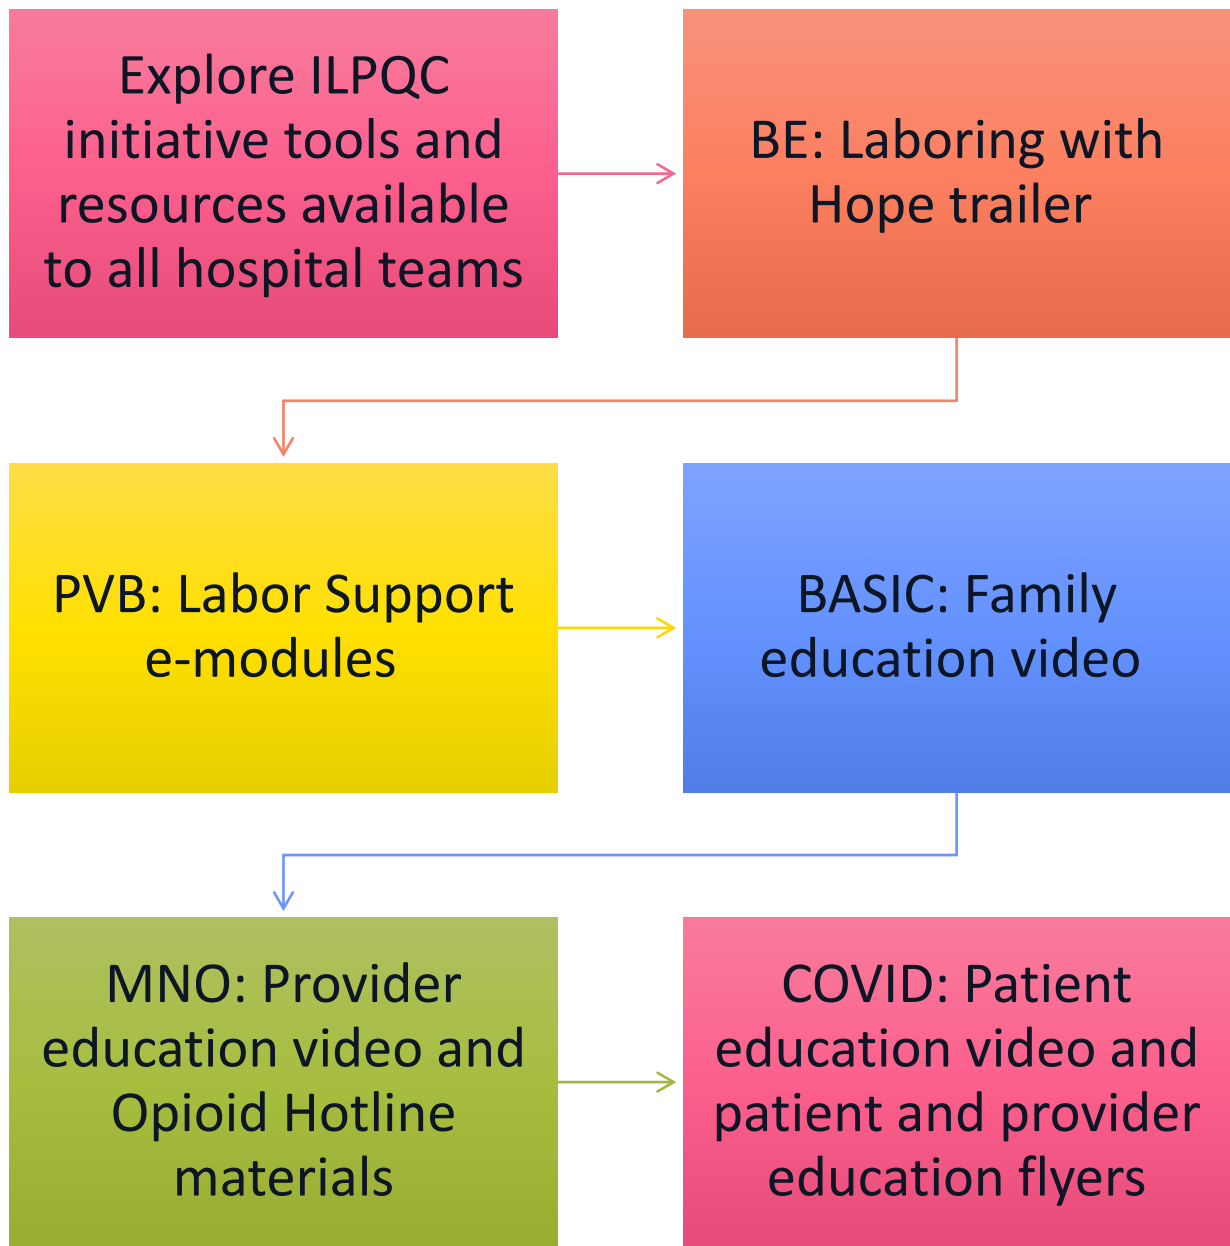 Explore ILPQC
initiative tools and
resources available
to all hospital teams
BE: Laboring with
Hope trailer
PVB: Labor Support
e-modules
BASIC: Family
education video
MNO: Provider
education video and
Opioid Hotline
materials
COVID: Patient
education video and
patient and provider
education flyers